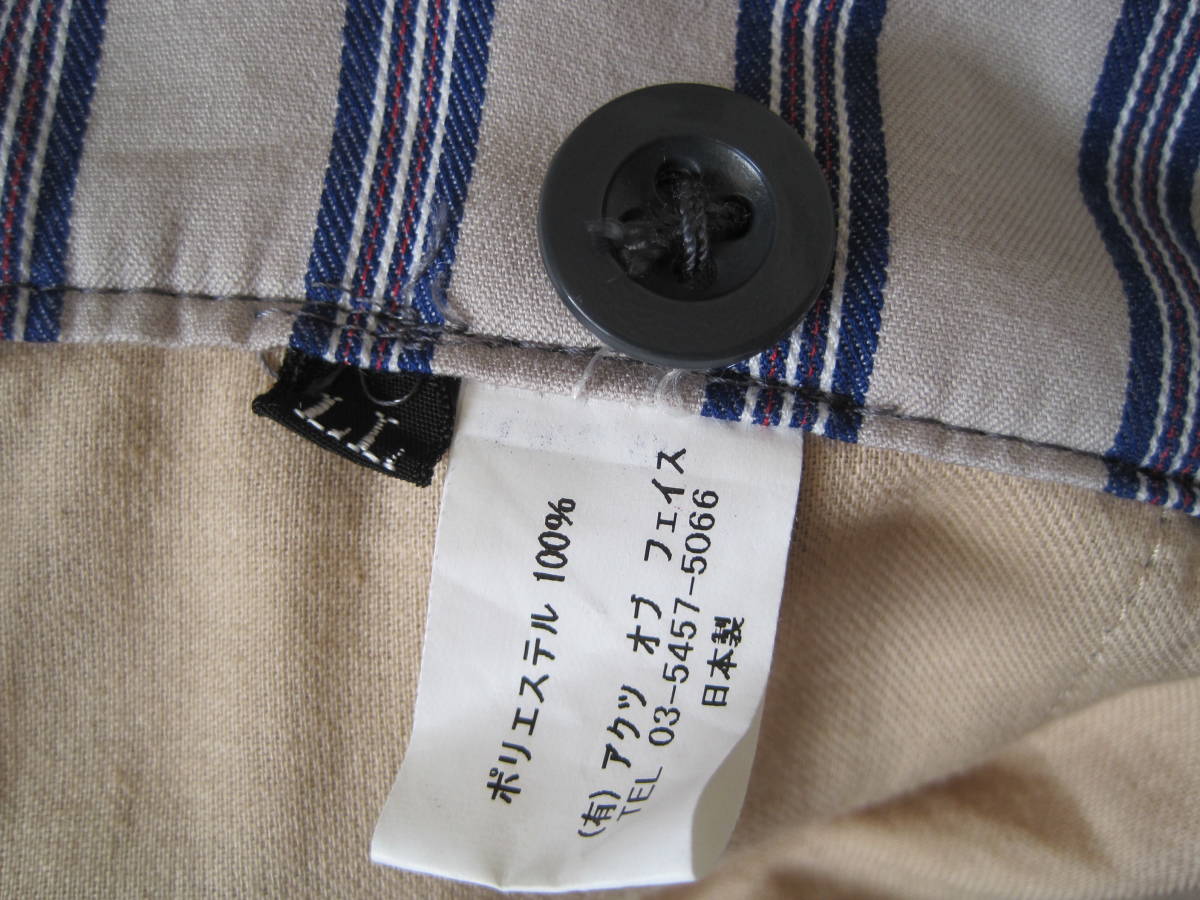 ポリエステル 100%
(有) アクツ オブ フェイス
TEL 03-5457-5066
日本製